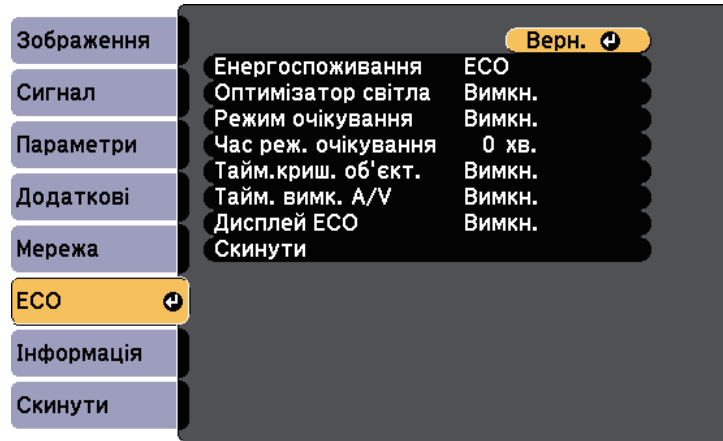 Зображення
Сигнал
Параметри
Додаткові
Мережа
ECO
Інформація
Скинути
Верн.
Енергоспоживання ECO
Оптимізатор світла Вимкн.
Режим очікування Вимкн.
Час реж. очікування 0 хв.
Тайм.криш. об'єкт. Вимкн.
Тайм. вимк. A/V Вимкн.
Дисплей ECO Вимкн.
Скинути